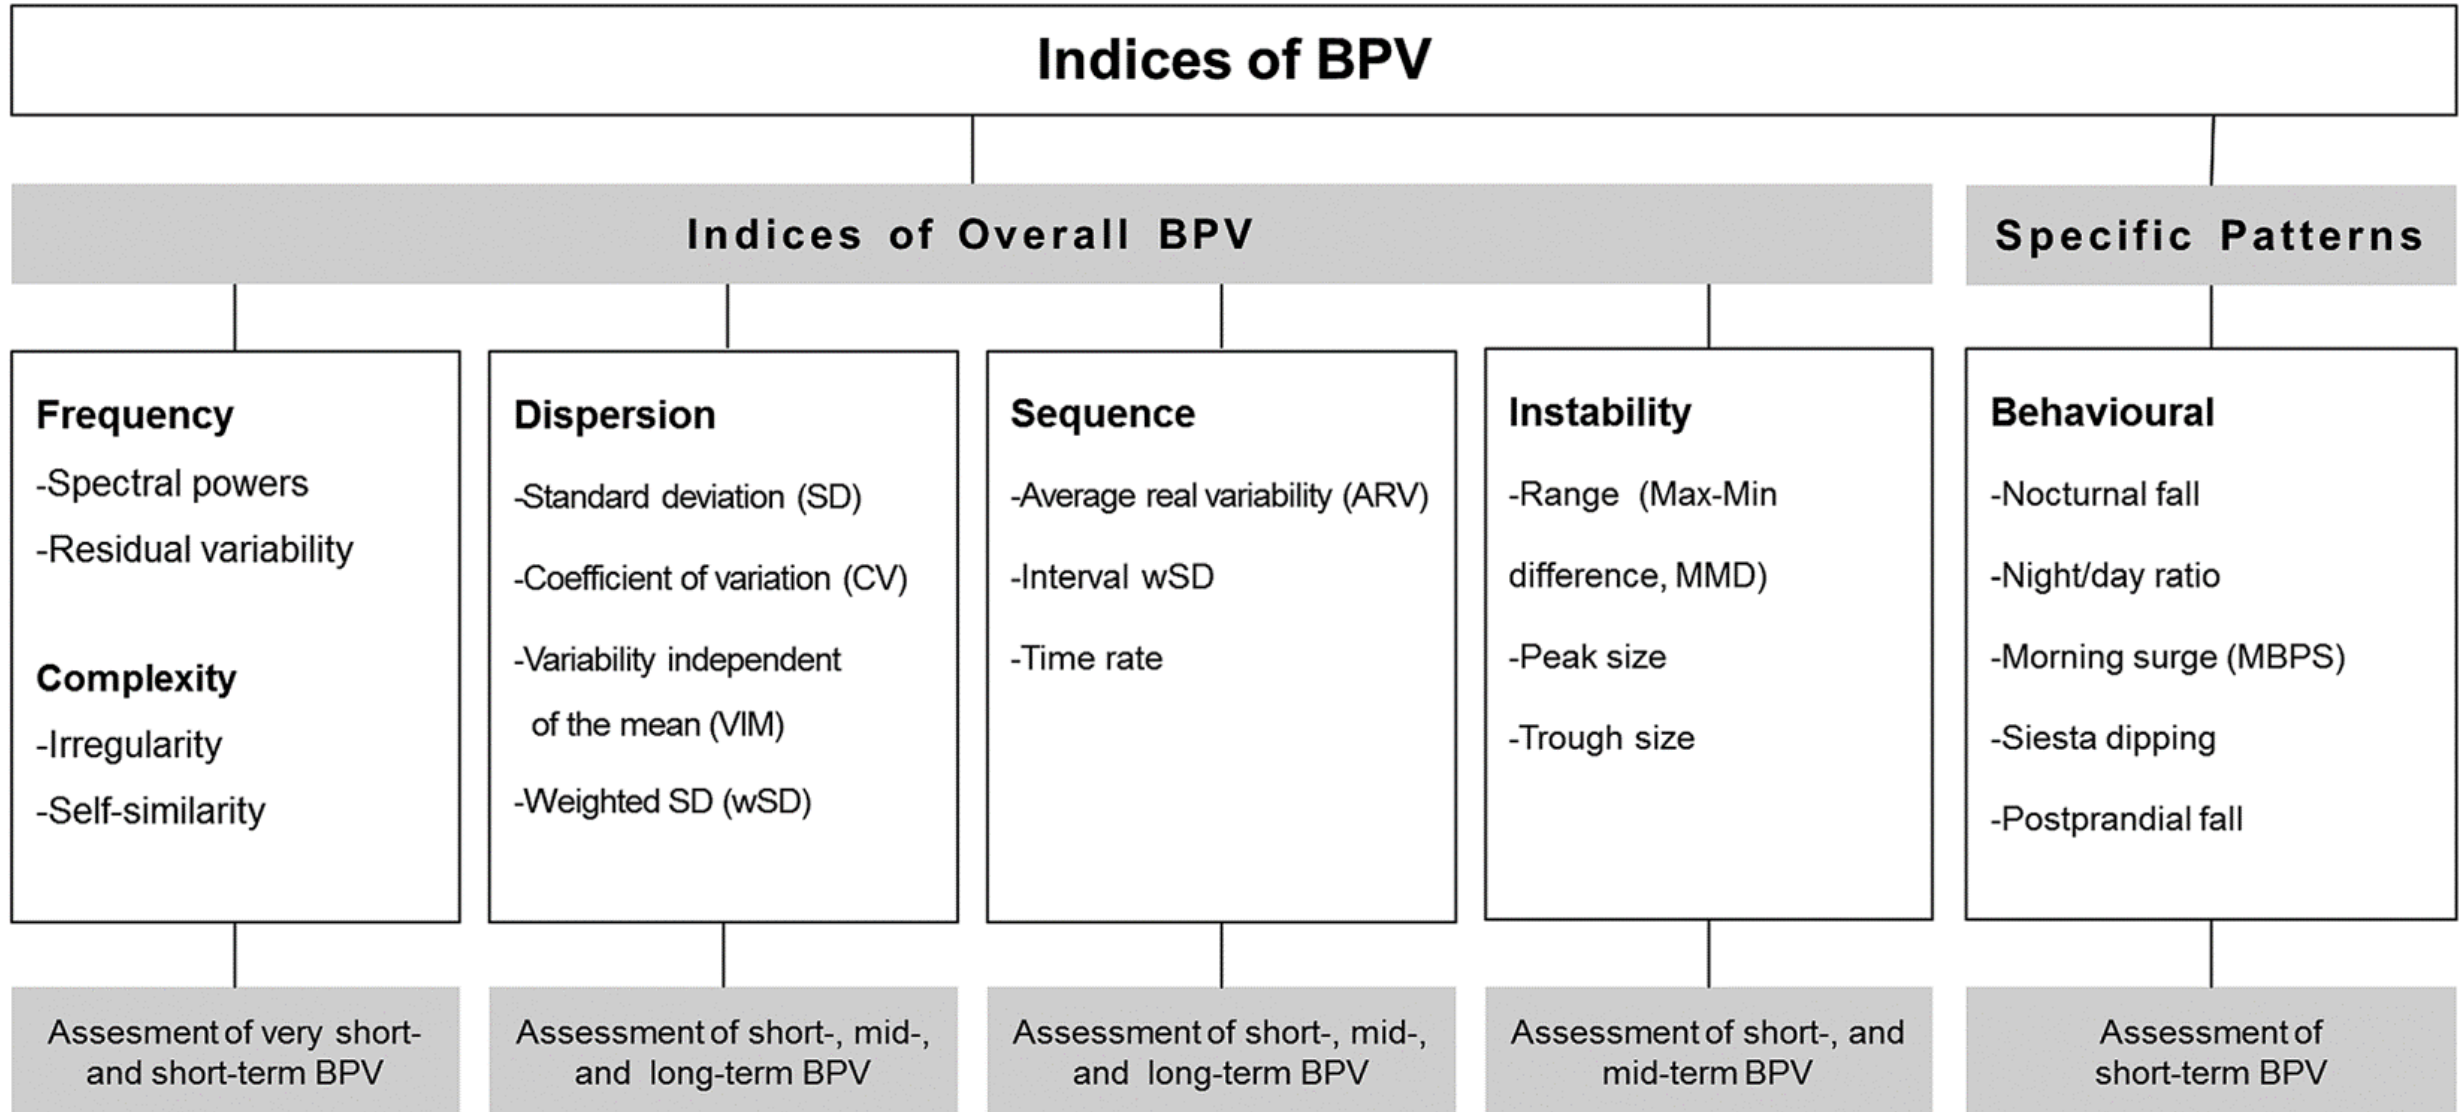 Indices of BPV
Indices of Overall BPV
Specific Patterns
Frequency
-Spectral powers
-Residual variability
Complexity
-Irregularity
-Self-similarity
Assesment of very short-
and short-term BPV
Dispersion
-Standard deviation (SD)
-Coefficient of variation (CV)
-Variability independent
of the mean (VIM)
-Weighted SD (wSD)
Assessment of short-, mid-,
and long-term BPV
Sequence
-Average real variability (ARV)
-Interval wSD
-Time rate
Assessment of short-, mid-,
and long-term BPV
Instability
-Range (Max-Min
difference, MMD)
-Peak size
-Trough size
Assessment of short-, and
mid-term BPV
Behavioural
-Nocturnal fall
-Night/day ratio
-Morning surge (MBPS)
-Siesta dipping
-Postprandial fall
Assessment of
short-term BPV